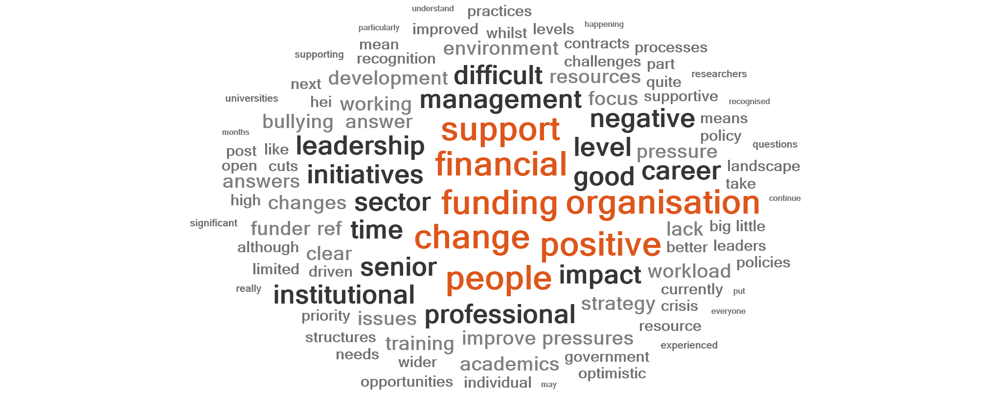 understand practices
particularly improved whilst levels happening
mean environment contracts processes
supporting recognition challenges part
next development difficult resources quite researchers
universities hei working management focus supportive recognised
bullying answer support negative means
months policy
post like leadership level pressure questions
open cuts initiatives financial good career landscape
answers take
high changes sector funding organisation continue
significant funder ref time lack big little
although clear change positive better leaders
limited driven senior people impact workload policies
really institutional currently put
priority issues professional strategy crisis everyone
resource
structures training improve pressures experienced
needs wider academics government
optimistic
opportunities individual may